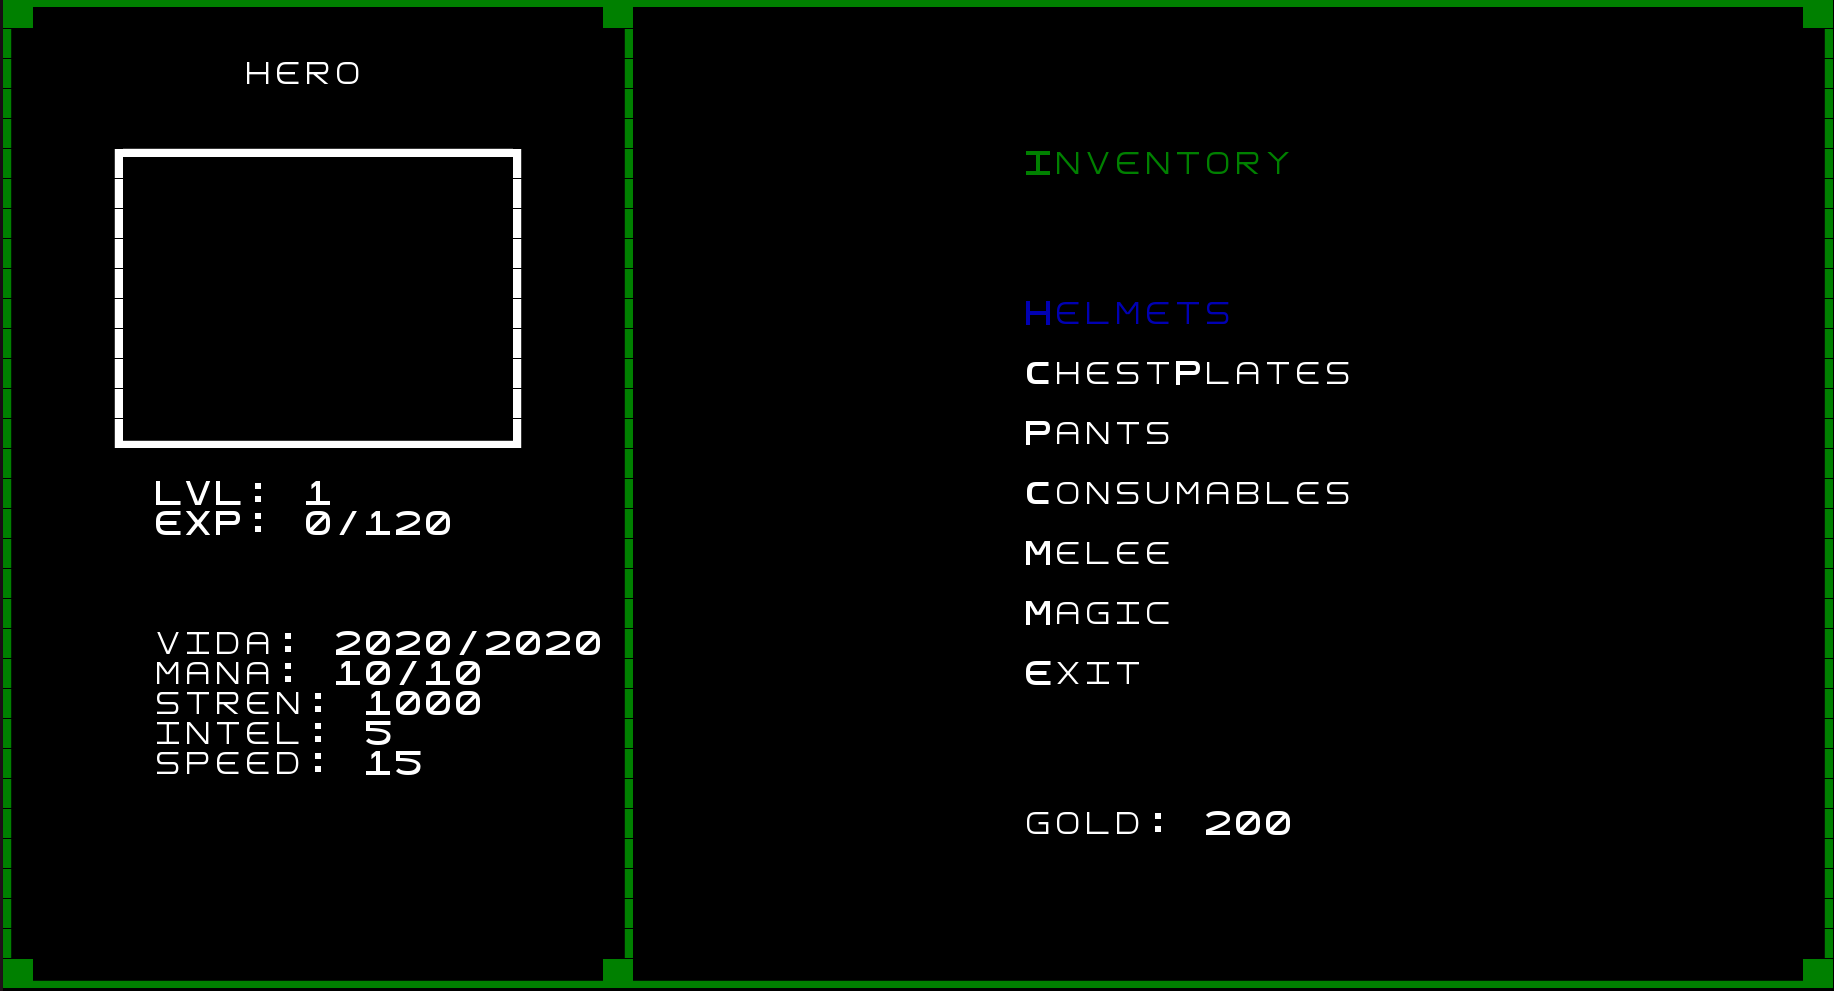 HERO
LVL: 1
EXP: 0/120
VIDA: 2020/2020
MANA: 10/10
STREN: 1000
INTEL: 5
SPEED: 15
INVENTORY
HELMETS
CHESTPLATES
PANTS
CONSUMABLES
MELEE
MAGIC
EXIT
GOLD: 200